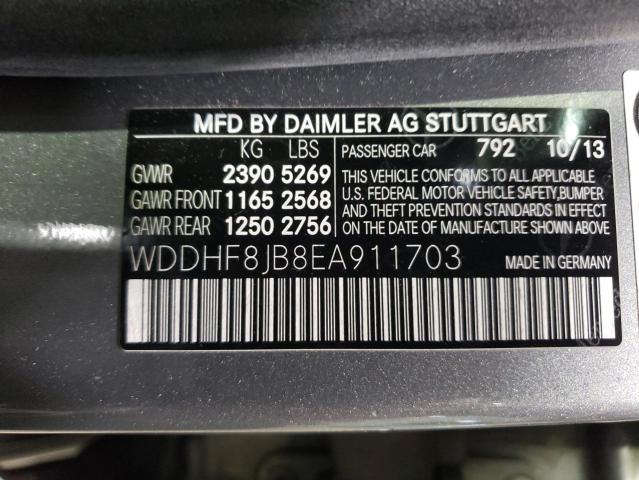 MFD BY DAIMLER AG STUTTGART
KG LBS PASSENGER CAR 792 10/13
GVWR 2390 5269 THIS VEHICLE CONFORMS TO ALL APPLICABLE
GAWR FRONT 1165 2568 U.S. FEDERAL MOTOR VEHICLE SAFETY, BUMPER
AND THEFT PREVENTION STANDARDS IN EFFECT
GAWR REAR 1250 2756 ON THE DATE OF MANUFACTURE SHOWN ABOVE
WDDHF8JB8EA911703 MADE IN GERMANY